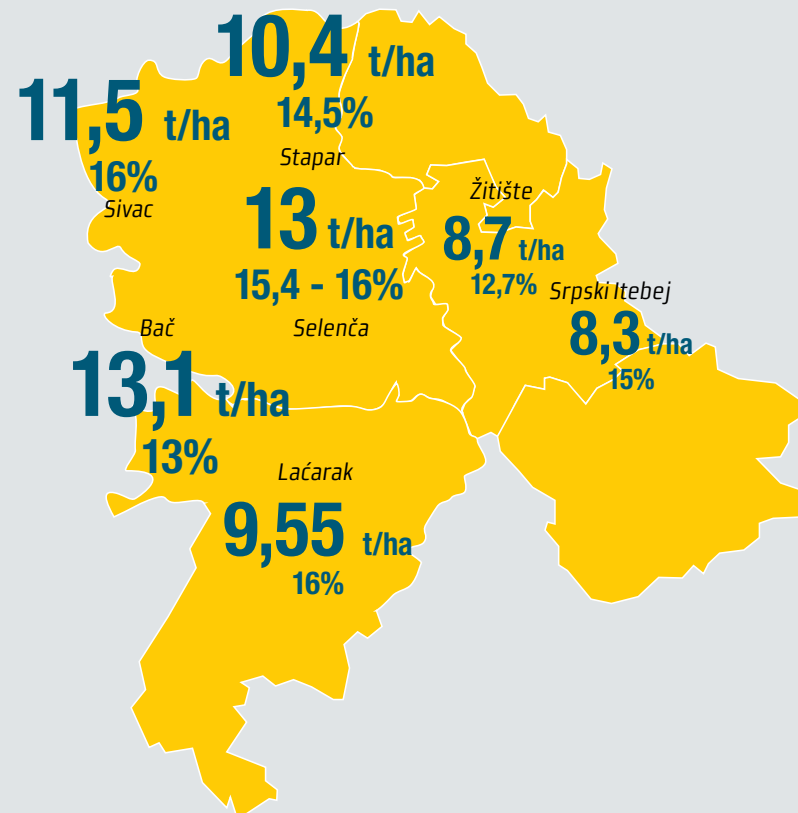 10,4 t/ha
14,5%
Stapar
11,5 t/ha
16%
Sivac
13 t/ha
15,4 - 16%
Selenča
Žitište
8,7 t/ha
12,7%
Srpski Itebej
8,3 t/ha
15%
Bač
13,1 t/ha
13%
Laćarak
9,55 t/ha
16%